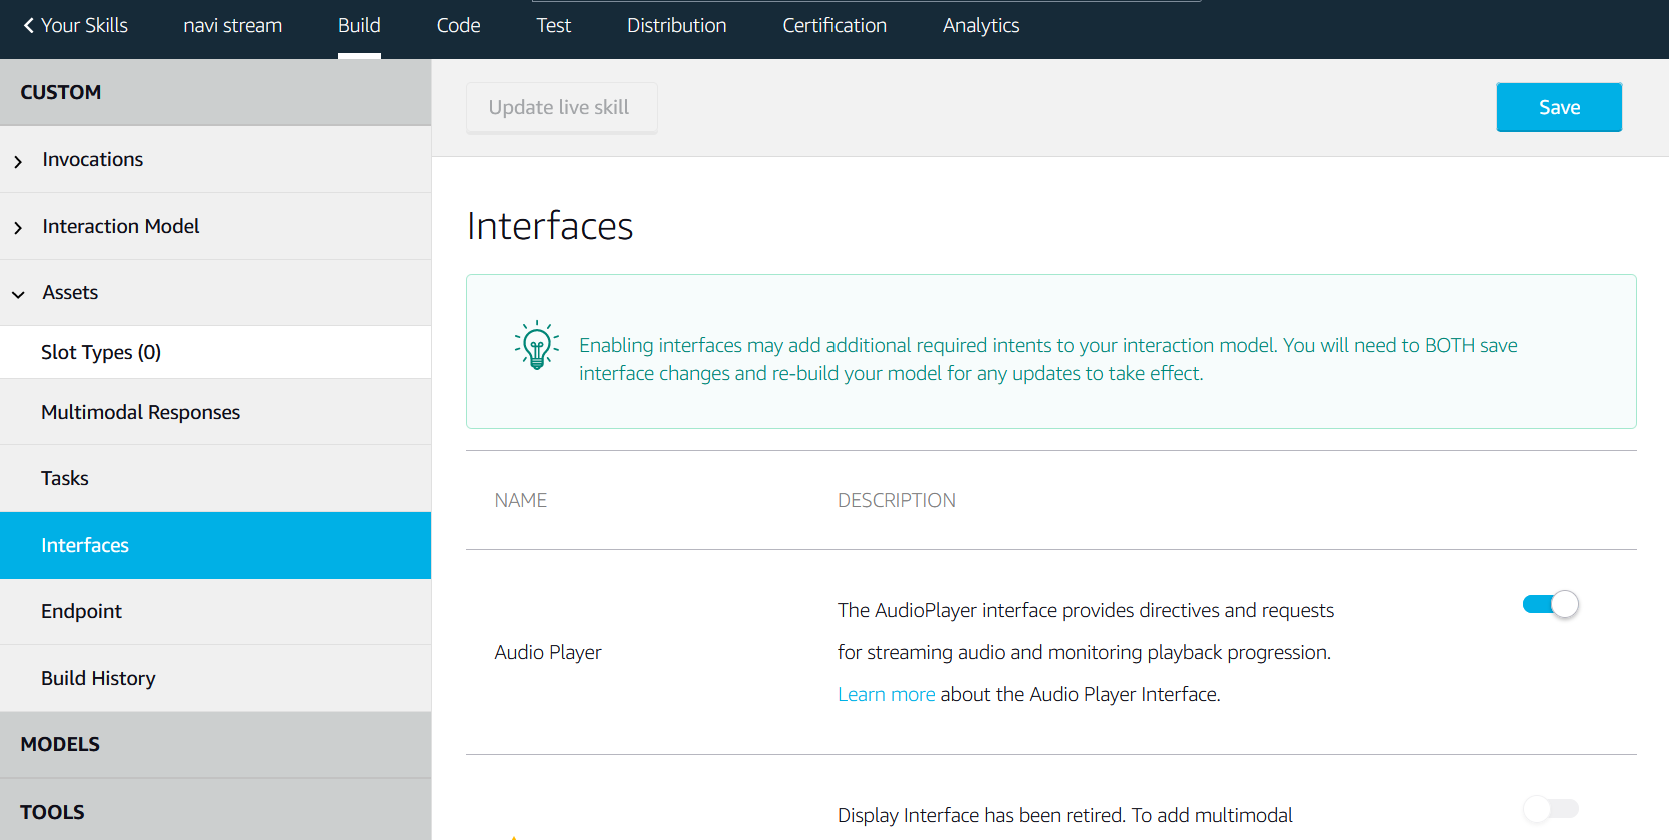 Your Skills
navi stream
Build
Code
Test
Distribution
Certification
Analytics
CUSTOM
Invocations
Interaction Model
Assets
Slot Types (0)
Multimodal Responses
Tasks
Interfaces
Endpoint
Build History
MODELS
TOOLS
Update live skill
Save
Interfaces
Enabling interfaces may add additional required intents to your interaction model. You will need to BOTH save
interface changes and re-build your model for any updates to take effect.
NAME
DESCRIPTION
Audio Player
The AudioPlayer interface provides directives and requests
for streaming audio and monitoring playback progression.
Learn more about the Audio Player Interface.
Display Interface has been retired. To add multimodal